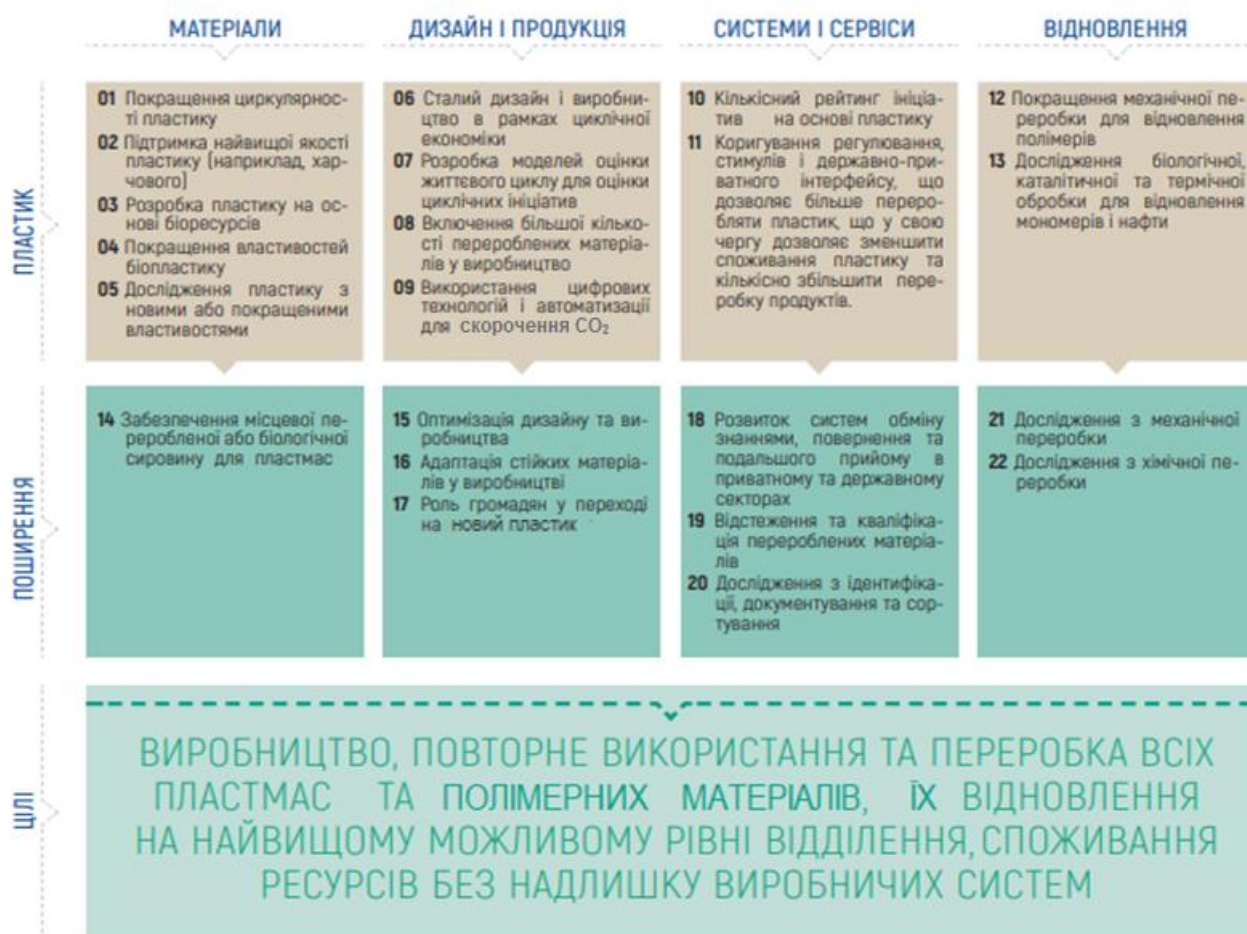 МАТЕРІАЛИ
ДИЗАЙН І ПРОДУКЦІЯ
СИСТЕМИ І СЕРВІСИ
ВІДНОВЛЕННЯ
ПЛАСТИК
01 Покращення циркулярнос-
ті пластику
02 Підтримка найвищої якості
пластику (наприклад, хар-
чового)
03 Розробка пластику на ос-
нові біоресурсів
04 Покращення властивостей
біопластику
05 Дослідження пластику з
новими або покращеними
властивостями
06 Сталий дизайн і виробни-
цтво в рамках циклічної
економіки
07 Розробка моделей оцінки
життєвого циклу для оцінки
циклічних ініціатив
08 Включення більшої кілько-
сті перероблених матеріа-
лів у виробництво
09 Використання цифрових
технологій і автоматизації
для скорочення CO₂
10 Кількісний рейтинг ініціа-
тив на основі пластику
11 Коригування регулювання,
стимулів і державно-при-
ватного інтерфейсу, що
дозволяє більше переро-
бляти пластик, що у свою
чергу дозволяє зменшити
споживання пластику та
кількісно збільшити пере-
робку продуктів.
12 Покращення механічної пе-
реробки для відновлення
полімерів
13 Дослідження біологічної,
каталітичної та термічної
обробки для відновлення
мономерів і нафти
ПОШИРЕННЯ
14 Забезпечення місцевої пе-
реробленої або біологічної
сировину для пластмас
15 Оптимізація дизайну та ви-
робництва
16 Адаптація стійких матеріа-
лів у виробництві
17 Роль громадян у переході
на новий пластик
18 Розвиток систем обміну
знаннями, повернення та
подальшого прийому в
приватному та державному
секторах
19 Відстеження та кваліфіка-
ція перероблених матеріа-
лів
20 Дослідження з ідентифіка-
ції, документування та сор-
тування
21 Дослідження з механічної
переробки
22 Дослідження з хімічної пе-
реробки
ЦІЛІ
ВИРОБНИЦТВО, ПОВТОРНЕ ВИКОРИСТАННЯ ТА ПЕРЕРОБКА ВСІХ
ПЛАСТМАС ТА ПОЛІМЕРНИХ МАТЕРІАЛІВ, ЇХ ВІДНОВЛЕННЯ
НА НАЙВИЩОМУ МОЖЛИВОМУ РІВНІ ВІДДІЛЕННЯ, СПОЖИВАННЯ
РЕСУРСІВ БЕЗ НАДЛИШКУ ВИРОБНИЧИХ СИСТЕМ